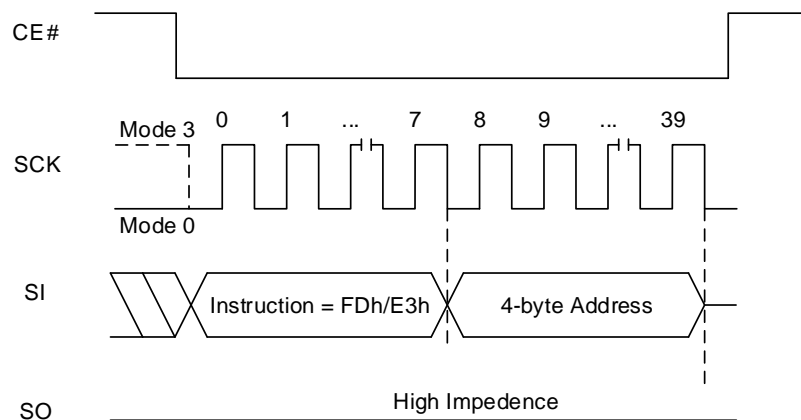 CE#
0 1 ... 7 8 9 ... 39
Mode 3
SCK
Mode 0
SI
Instruction = FDh/E3h 4-byte Address
High Impedence
SO